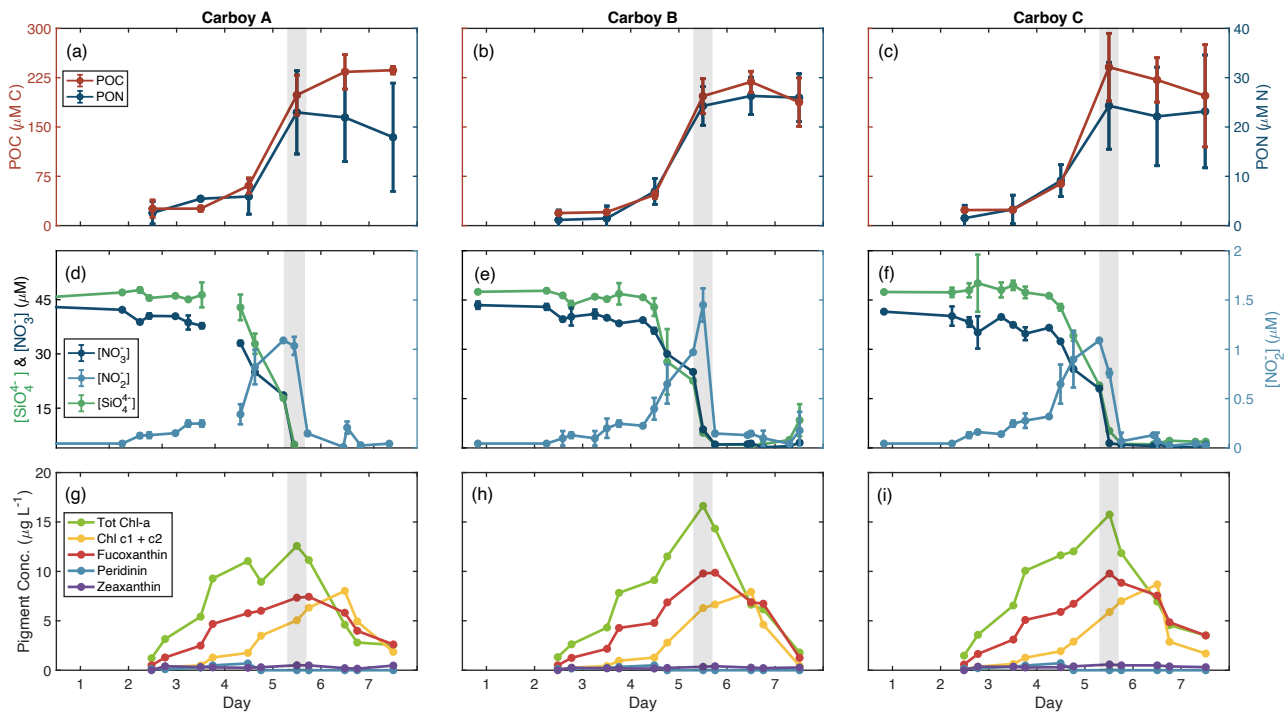 Carboy A
Carboy B
Carboy C
300
225
150
75
0
POC (μM C)
(a)
POC
PON
(b)
(c)
40
30
20
10
0
PON (μM N)
45
30
15
[SiO₄⁴⁻] & [NO₃⁻] (μM)
(d)
[NO₃⁻]
[NO₂⁻]
[SiO₄⁴⁻]
(e)
(f)
2
1.5
1
0.5
0
[NO₂⁻] (μM)
20
15
10
5
0
Pigment Conc. (μg L⁻¹)
(g)
Tot Chl-a
Chl c1 + c2
Fucoxanthin
Peridinin
Zeaxanthin
(h)
(i)
1 2 3 4 5 6 7
1 2 3 4 5 6 7
1 2 3 4 5 6 7
Day
Day
Day